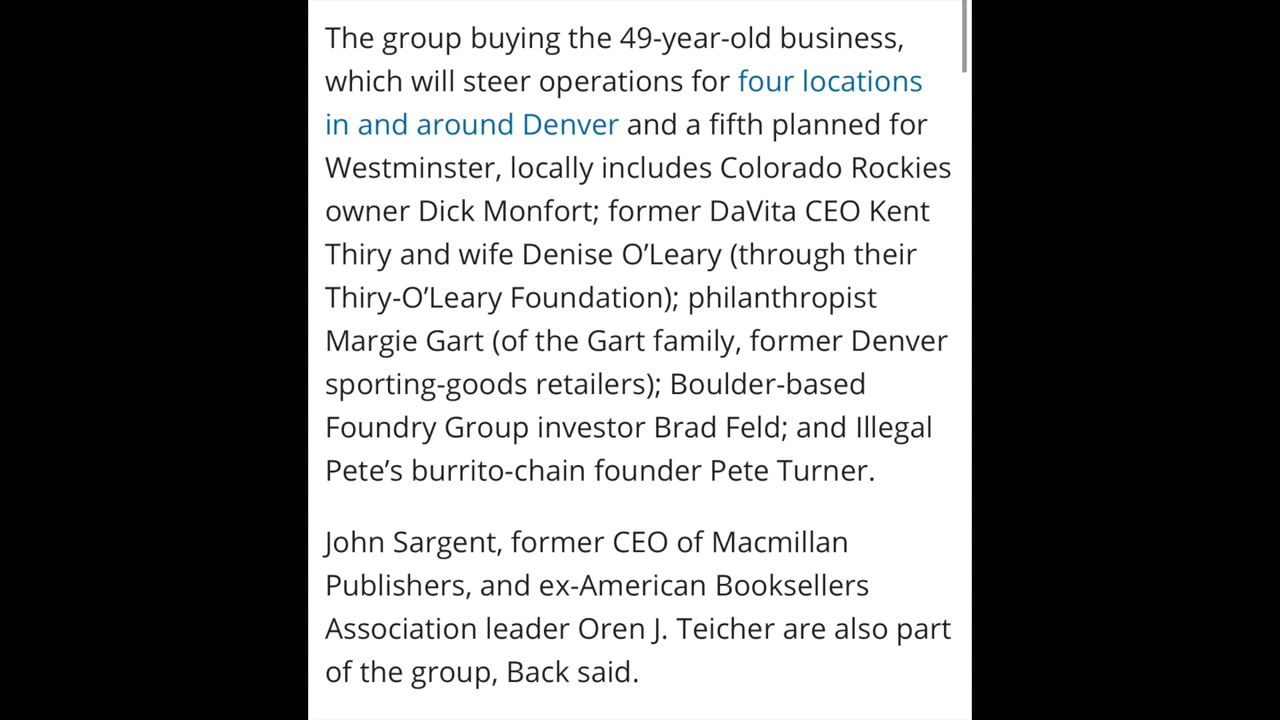 The group buying the 49-year-old business,
which will steer operations for four locations
in and around Denver and a fifth planned for
Westminster, locally includes Colorado Rockies
owner Dick Monfort; former DaVita CEO Kent
Thiry and wife Denise O’Leary (through their
Thiry-O’Leary Foundation); philanthropist
Margie Gart (of the Gart family, former Denver
sporting-goods retailers); Boulder-based
Foundry Group investor Brad Feld; and Illegal
Pete’s burrito-chain founder Pete Turner.
John Sargent, former CEO of Macmillan
Publishers, and ex-American Booksellers
Association leader Oren J. Teicher are also part
of the group, Back said.